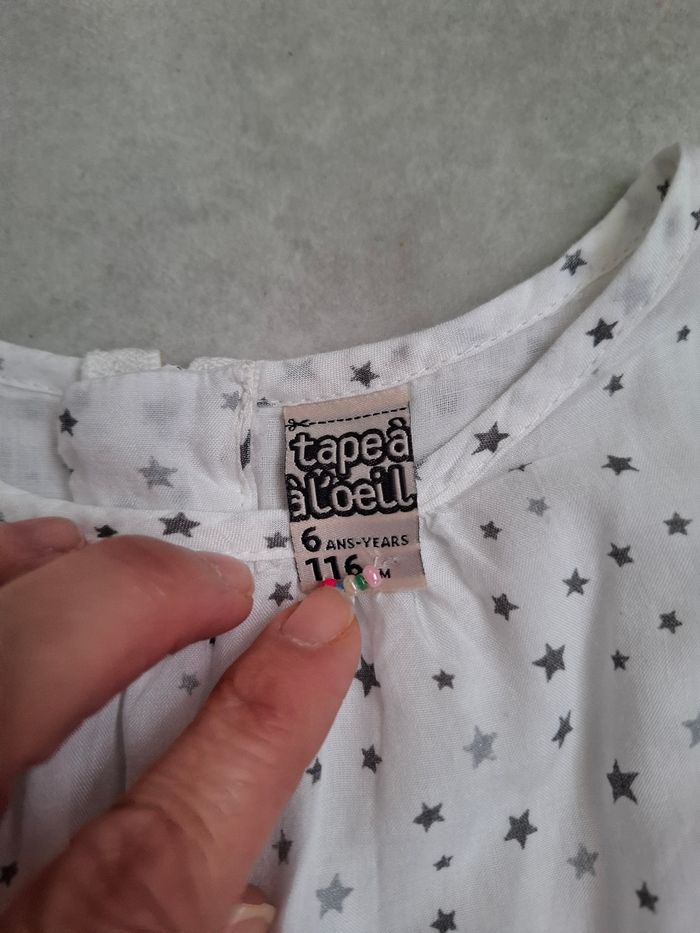 tape à
à l'oeil
6 ANS-YEARS
116 M